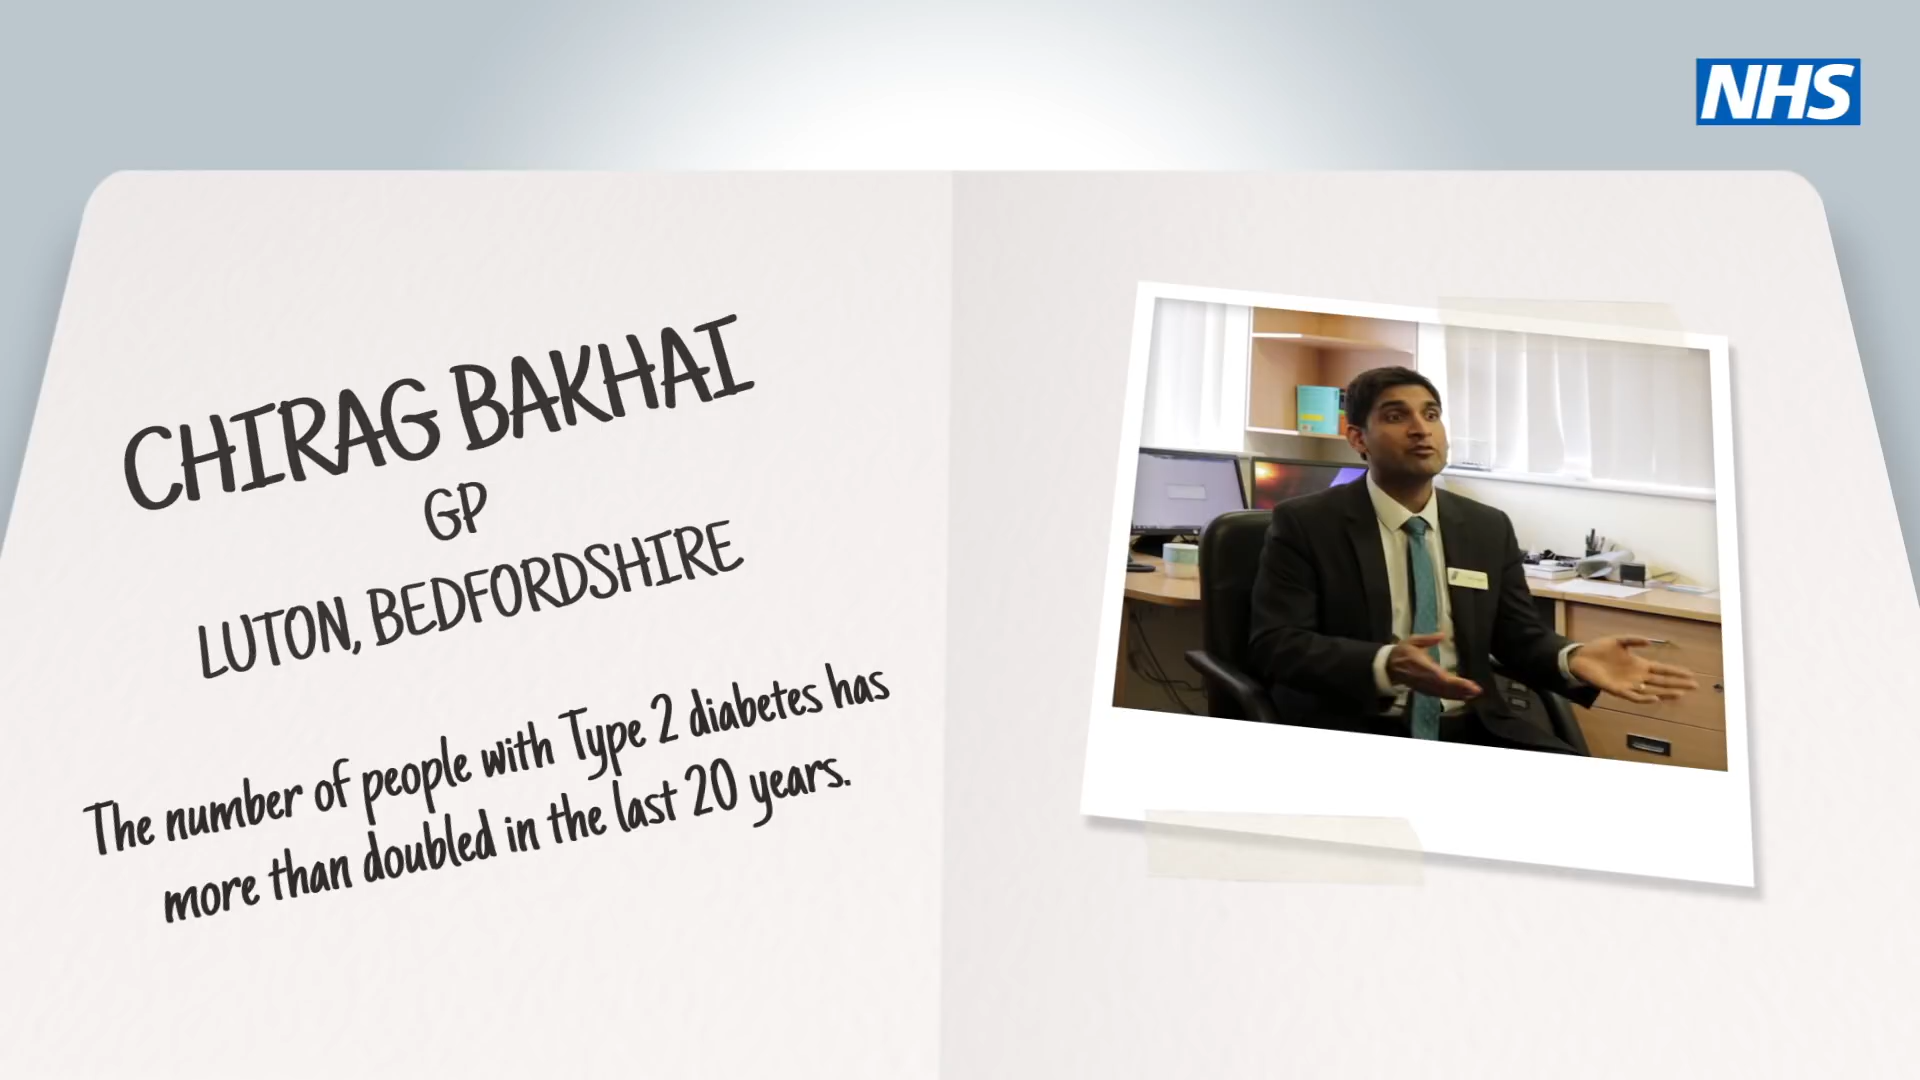 NHS
CHIRAG BAKHAI
GP
LUTON, BEDFORDSHIRE
The number of people with Type 2 diabetes has
more than doubled in the last 20 years.